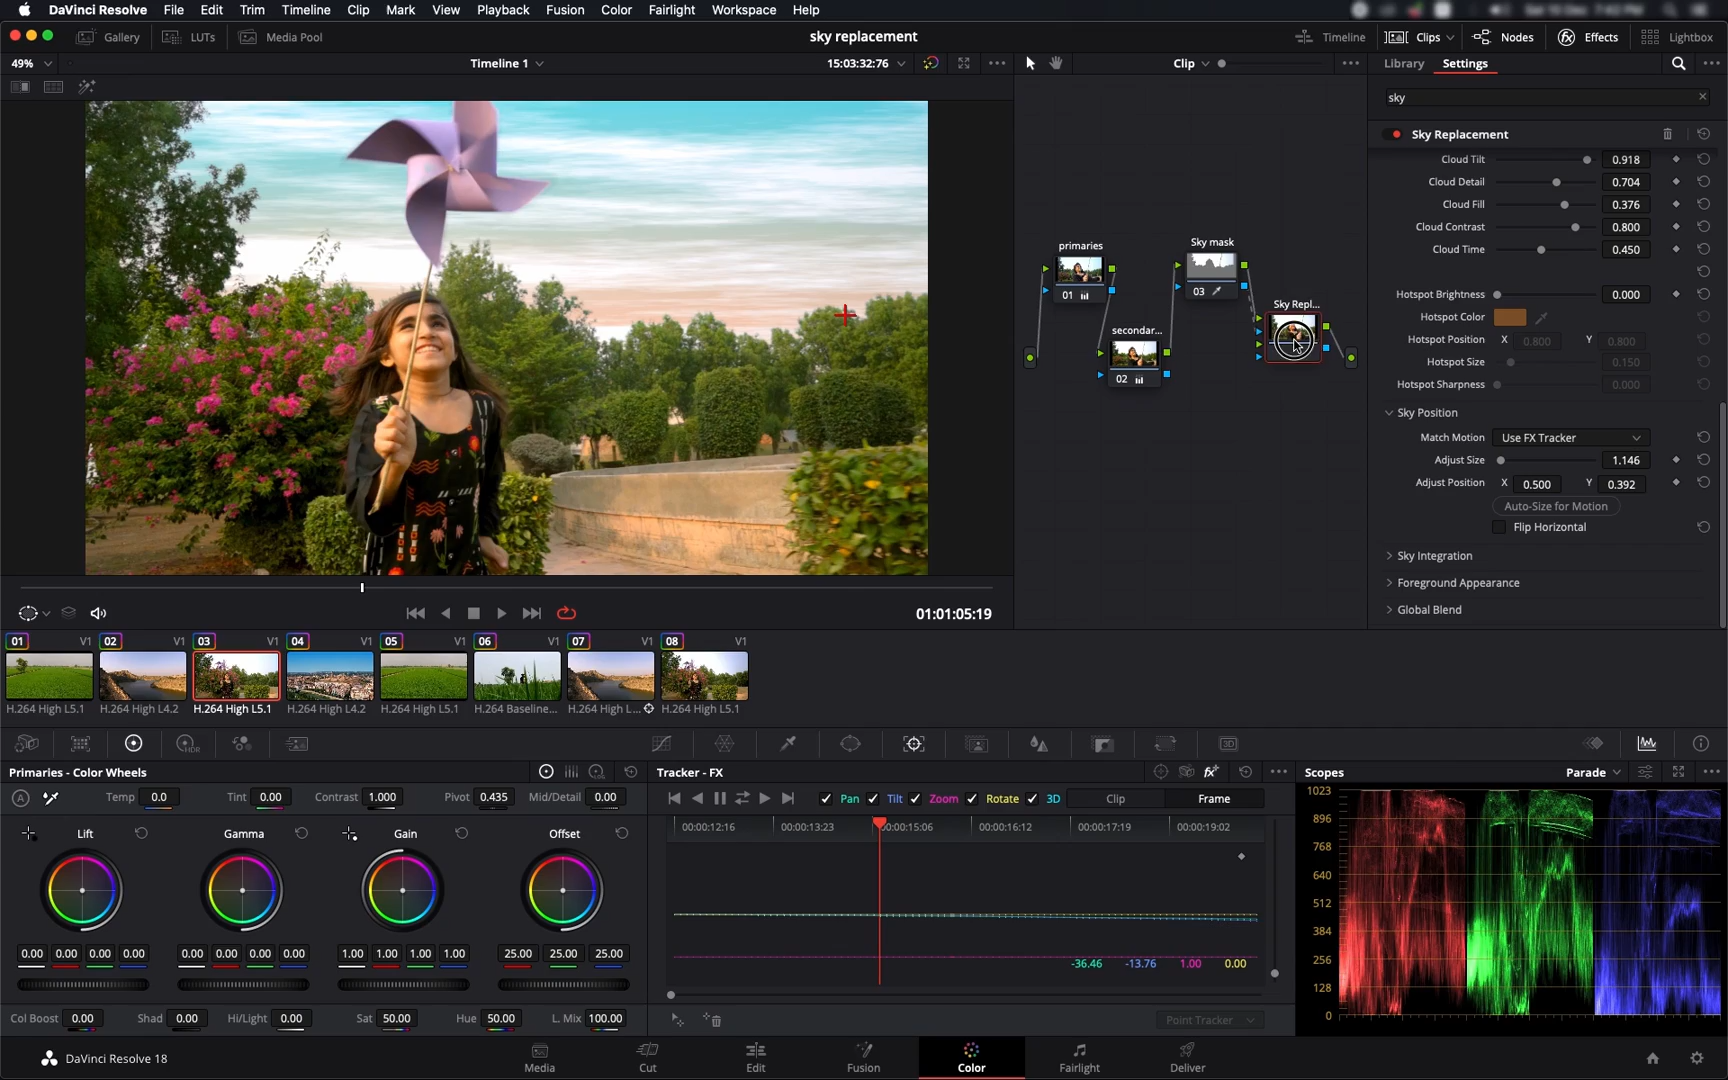 DaVinci Resolve File Edit Trim Timeline Clip Mark View Playback Fusion Color Fairlight Workspace Help
Gallery LUTs Media Pool sky replacement Timeline Clips Nodes Effects Lightbox
49% Timeline 1 15:03:32:76 Clip Library Settings
sky
Sky Replacement
Cloud Tilt 0.918
Cloud Detail 0.704
Cloud Fill 0.376
Cloud Contrast 0.800
Cloud Time 0.450
Hotspot Brightness 0.000
Hotspot Color
Hotspot Position X 0.800 Y 0.800
Hotspot Size 0.150
Hotspot Sharpness 0.000
Sky Position
Match Motion Use FX Tracker
Adjust Size 1.146
Adjust Position X 0.500 Y 0.392
Auto-Size for Motion
Flip Horizontal
Sky Integration
Foreground Appearance
Global Blend
primaries
01
secondar...
02
Sky mask
03
Sky Repl...
01:01:05:19
01 V1 02 V1 03 V1 04 V1 05 V1 06 V1 07 V1 08 V1
H.264 High L5.1 H.264 High L4.2 H.264 High L5.1 H.264 High L4.2 H.264 High L5.1 H.264 Baseline... H.264 High L... H.264 High L5.1
HDR 3D
Primaries - Color Wheels
A Temp 0.0 Tint 0.00 Contrast 1.000 Pivot 0.435 Mid/Detail 0.00
Lift Gamma Gain Offset
0.00 0.00 0.00 0.00 0.00 0.00 0.00 0.00 1.00 1.00 1.00 1.00 25.00 25.00 25.00
Col Boost 0.00 Shad 0.00 Hi/Light 0.00 Sat 50.00 Hue 50.00 L. Mix 100.00
Tracker - FX
Pan Tilt Zoom Rotate 3D Clip Frame
00:00:12:16 00:00:13:23 00:00:15:06 00:00:16:12 00:00:17:19 00:00:19:02
-36.46 -13.76 1.00 0.00
Point Tracker
Scopes Parade
1023
896
768
640
512
384
256
128
0
DaVinci Resolve 18 Media Cut Edit Fusion Color Fairlight Deliver